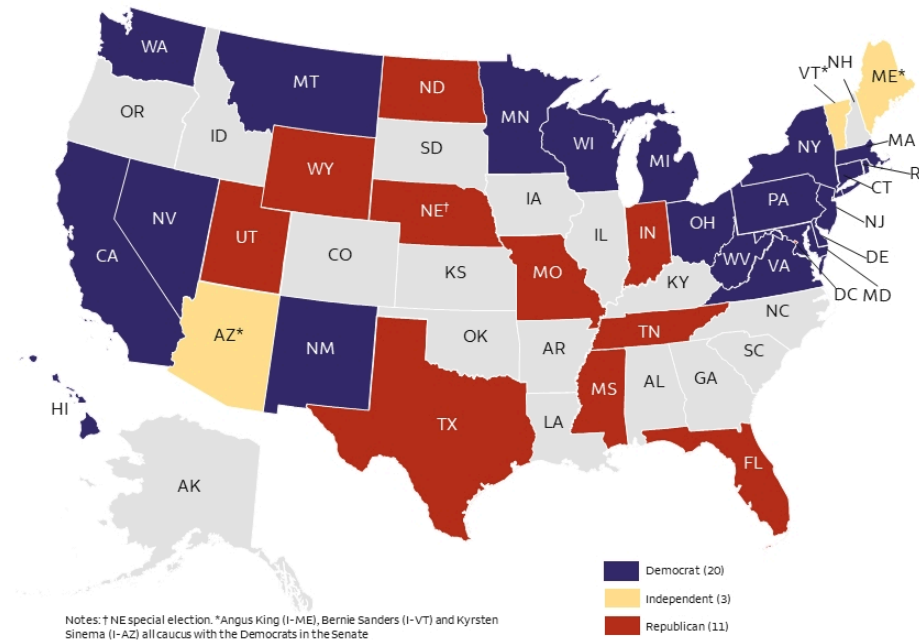 WA
MT
ND
MN
VT*
NH
ME*
OR
ID
SD
WI
MI
NY
MA
R
WY
IA
CT
NE†
PA
NJ
NV
UT
IL
IN
OH
CA
CO
WV
VA
DE
KS
MO
KY
DC
MD
AZ*
NM
OK
AR
TN
NC
SC
MS
AL
GA
HI
TX
LA
FL
AK
Democrat (20)
Independent (3)
Republican (11)
Notes: † NE special election. *Angus King (I-ME), Bernie Sanders (I-VT) and Kyrsten
Sinema (I-AZ) all caucus with the Democrats in the Senate